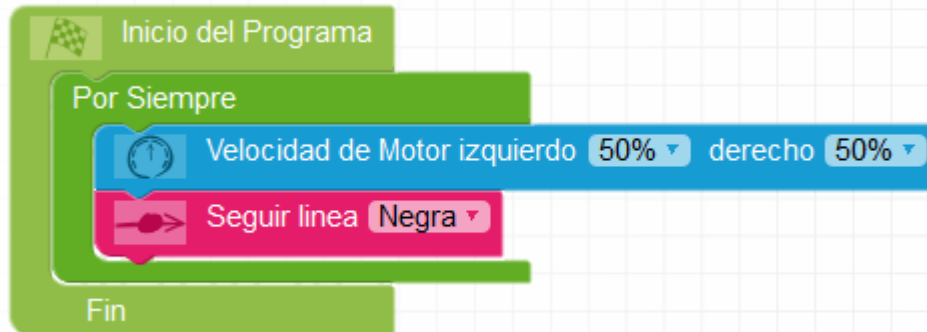 Inicio del Programa
Por Siempre
Velocidad de Motor izquierdo 50% derecho 50%
Seguir linea Negra
Fin